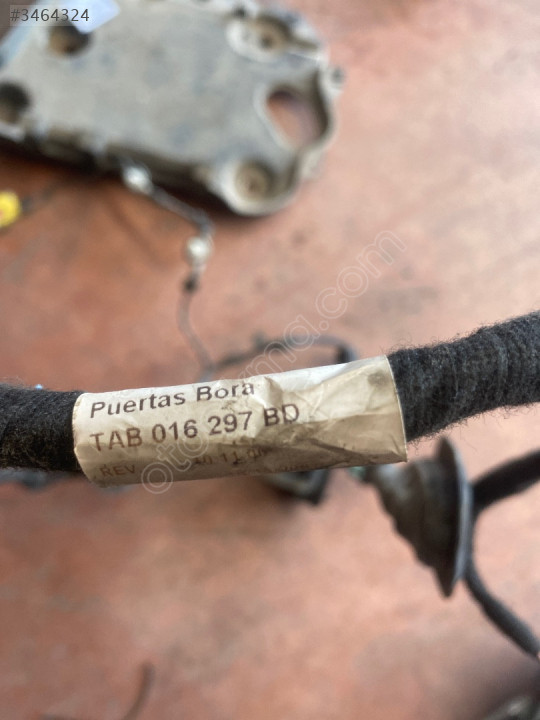 #3464324
Puertas Bora
TAB 016 297 BD
REV